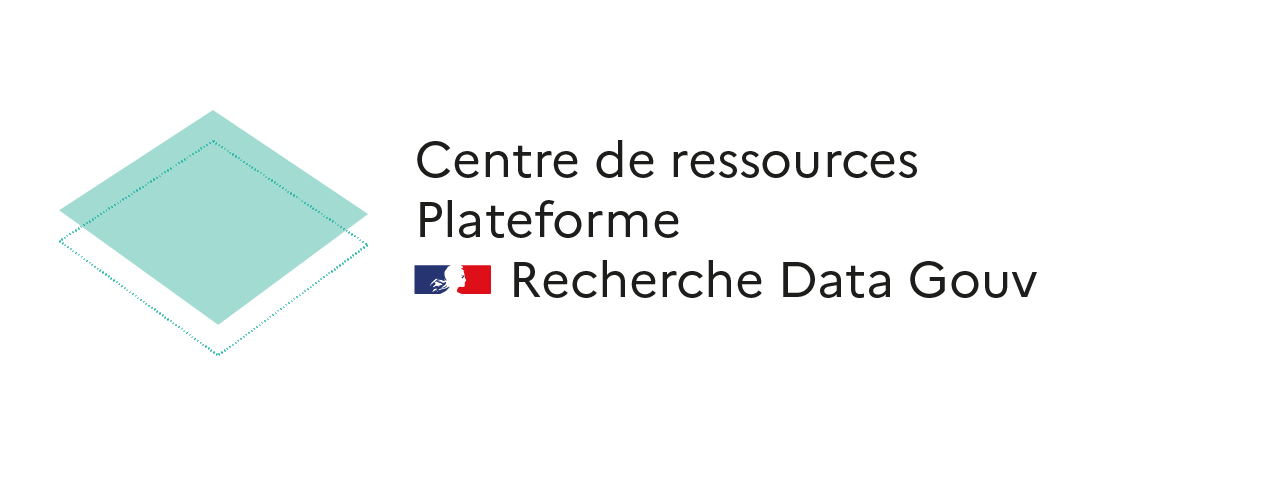 Centre de ressources
Plateforme
Recherche Data Gouv